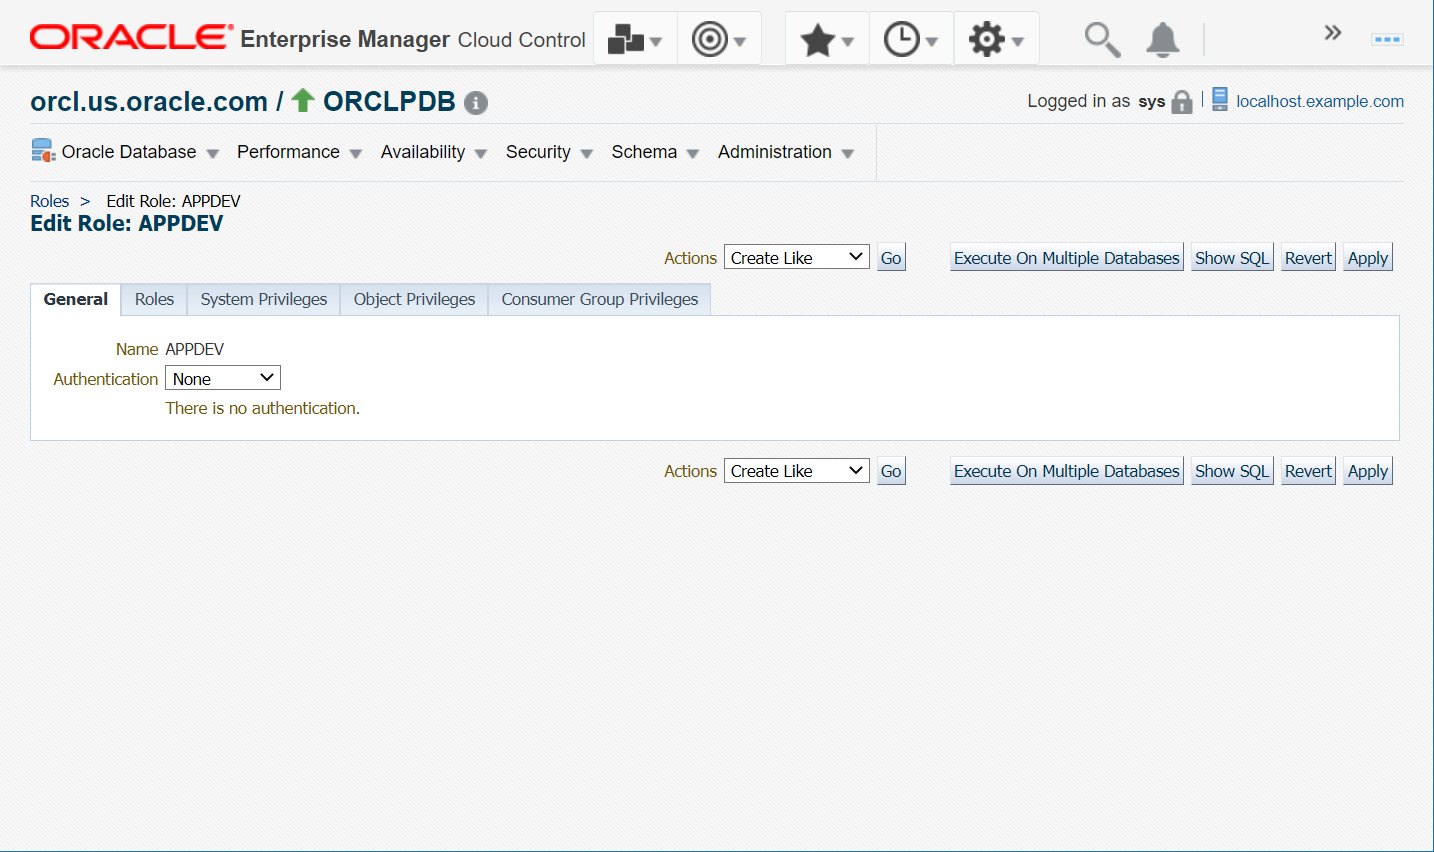 ORACLE Enterprise Manager Cloud Control
orcl.us.oracle.com / ORCLPDB
Logged in as sys localhost.example.com
Oracle Database Performance Availability Security Schema Administration
Roles > Edit Role: APPDEV
Edit Role: APPDEV
Actions Create Like Go Execute On Multiple Databases Show SQL Revert Apply
General Roles System Privileges Object Privileges Consumer Group Privileges
Name APPDEV
Authentication None
There is no authentication.
Actions Create Like Go Execute On Multiple Databases Show SQL Revert Apply